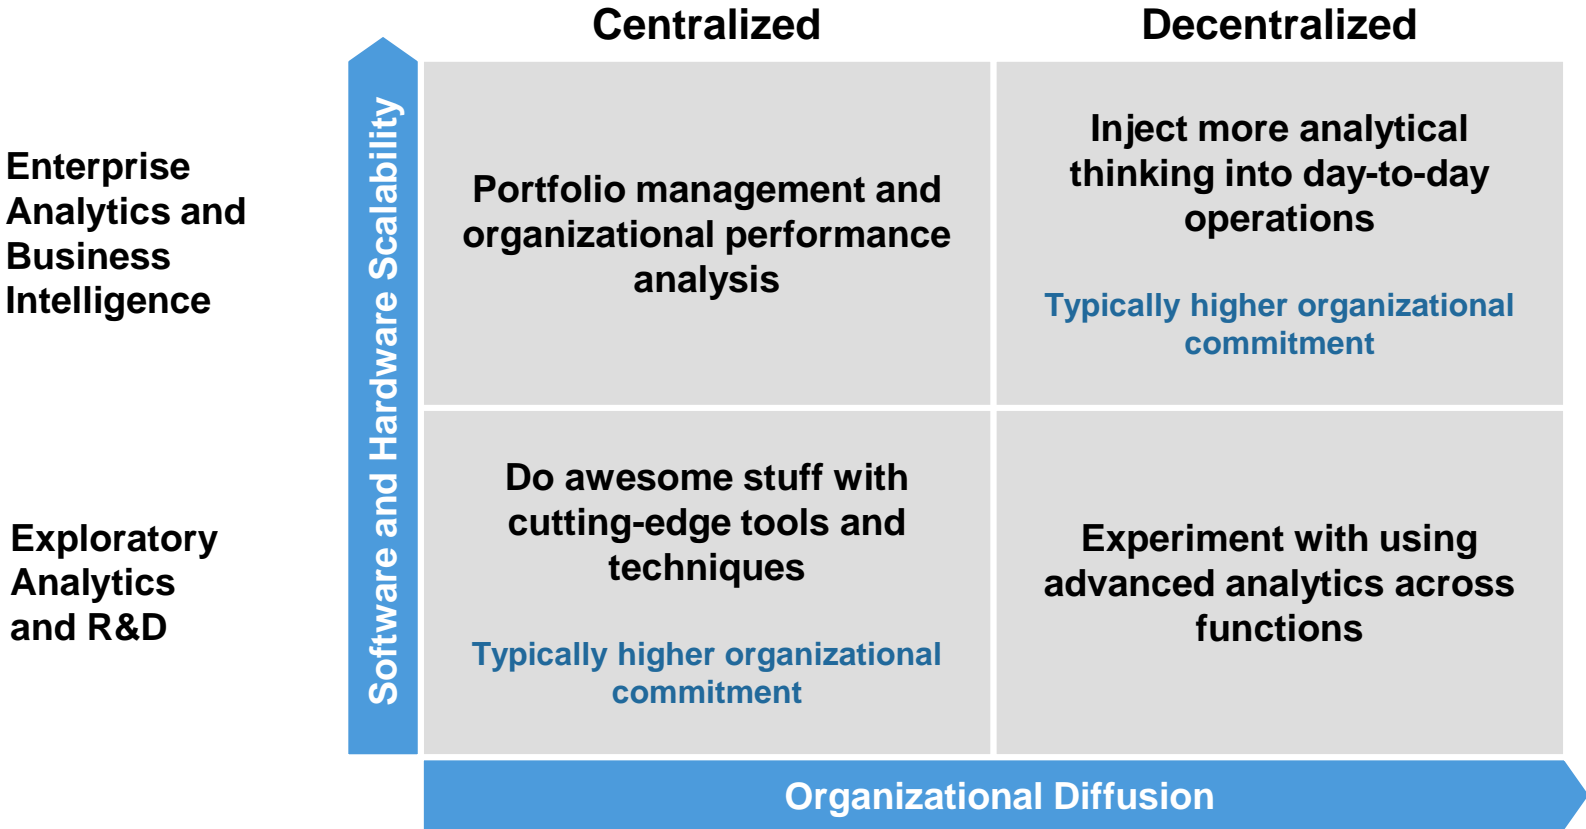 Centralized
Decentralized
Enterprise
Analytics and
Business
Intelligence
Software and Hardware Scalability
Portfolio management and
organizational performance
analysis
Inject more analytical
thinking into day-to-day
operations
Typically higher organizational
commitment
Exploratory
Analytics
and R&D
Do awesome stuff with
cutting-edge tools and
techniques
Typically higher organizational
commitment
Experiment with using
advanced analytics across
functions
Organizational Diffusion